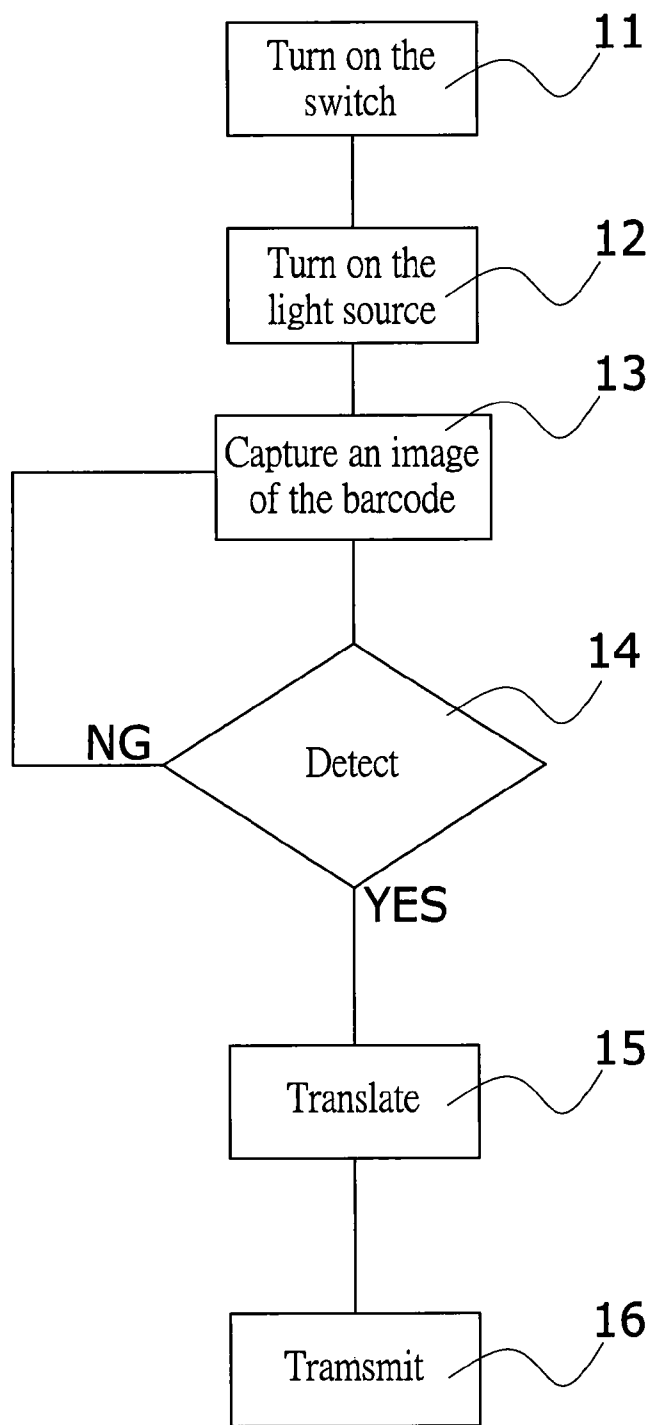 Turn on the
switch
11
Turn on the
light source
12
Capture an image
of the barcode
13
Detect
14
NG
YES
Translate
15
Tramsmit
16